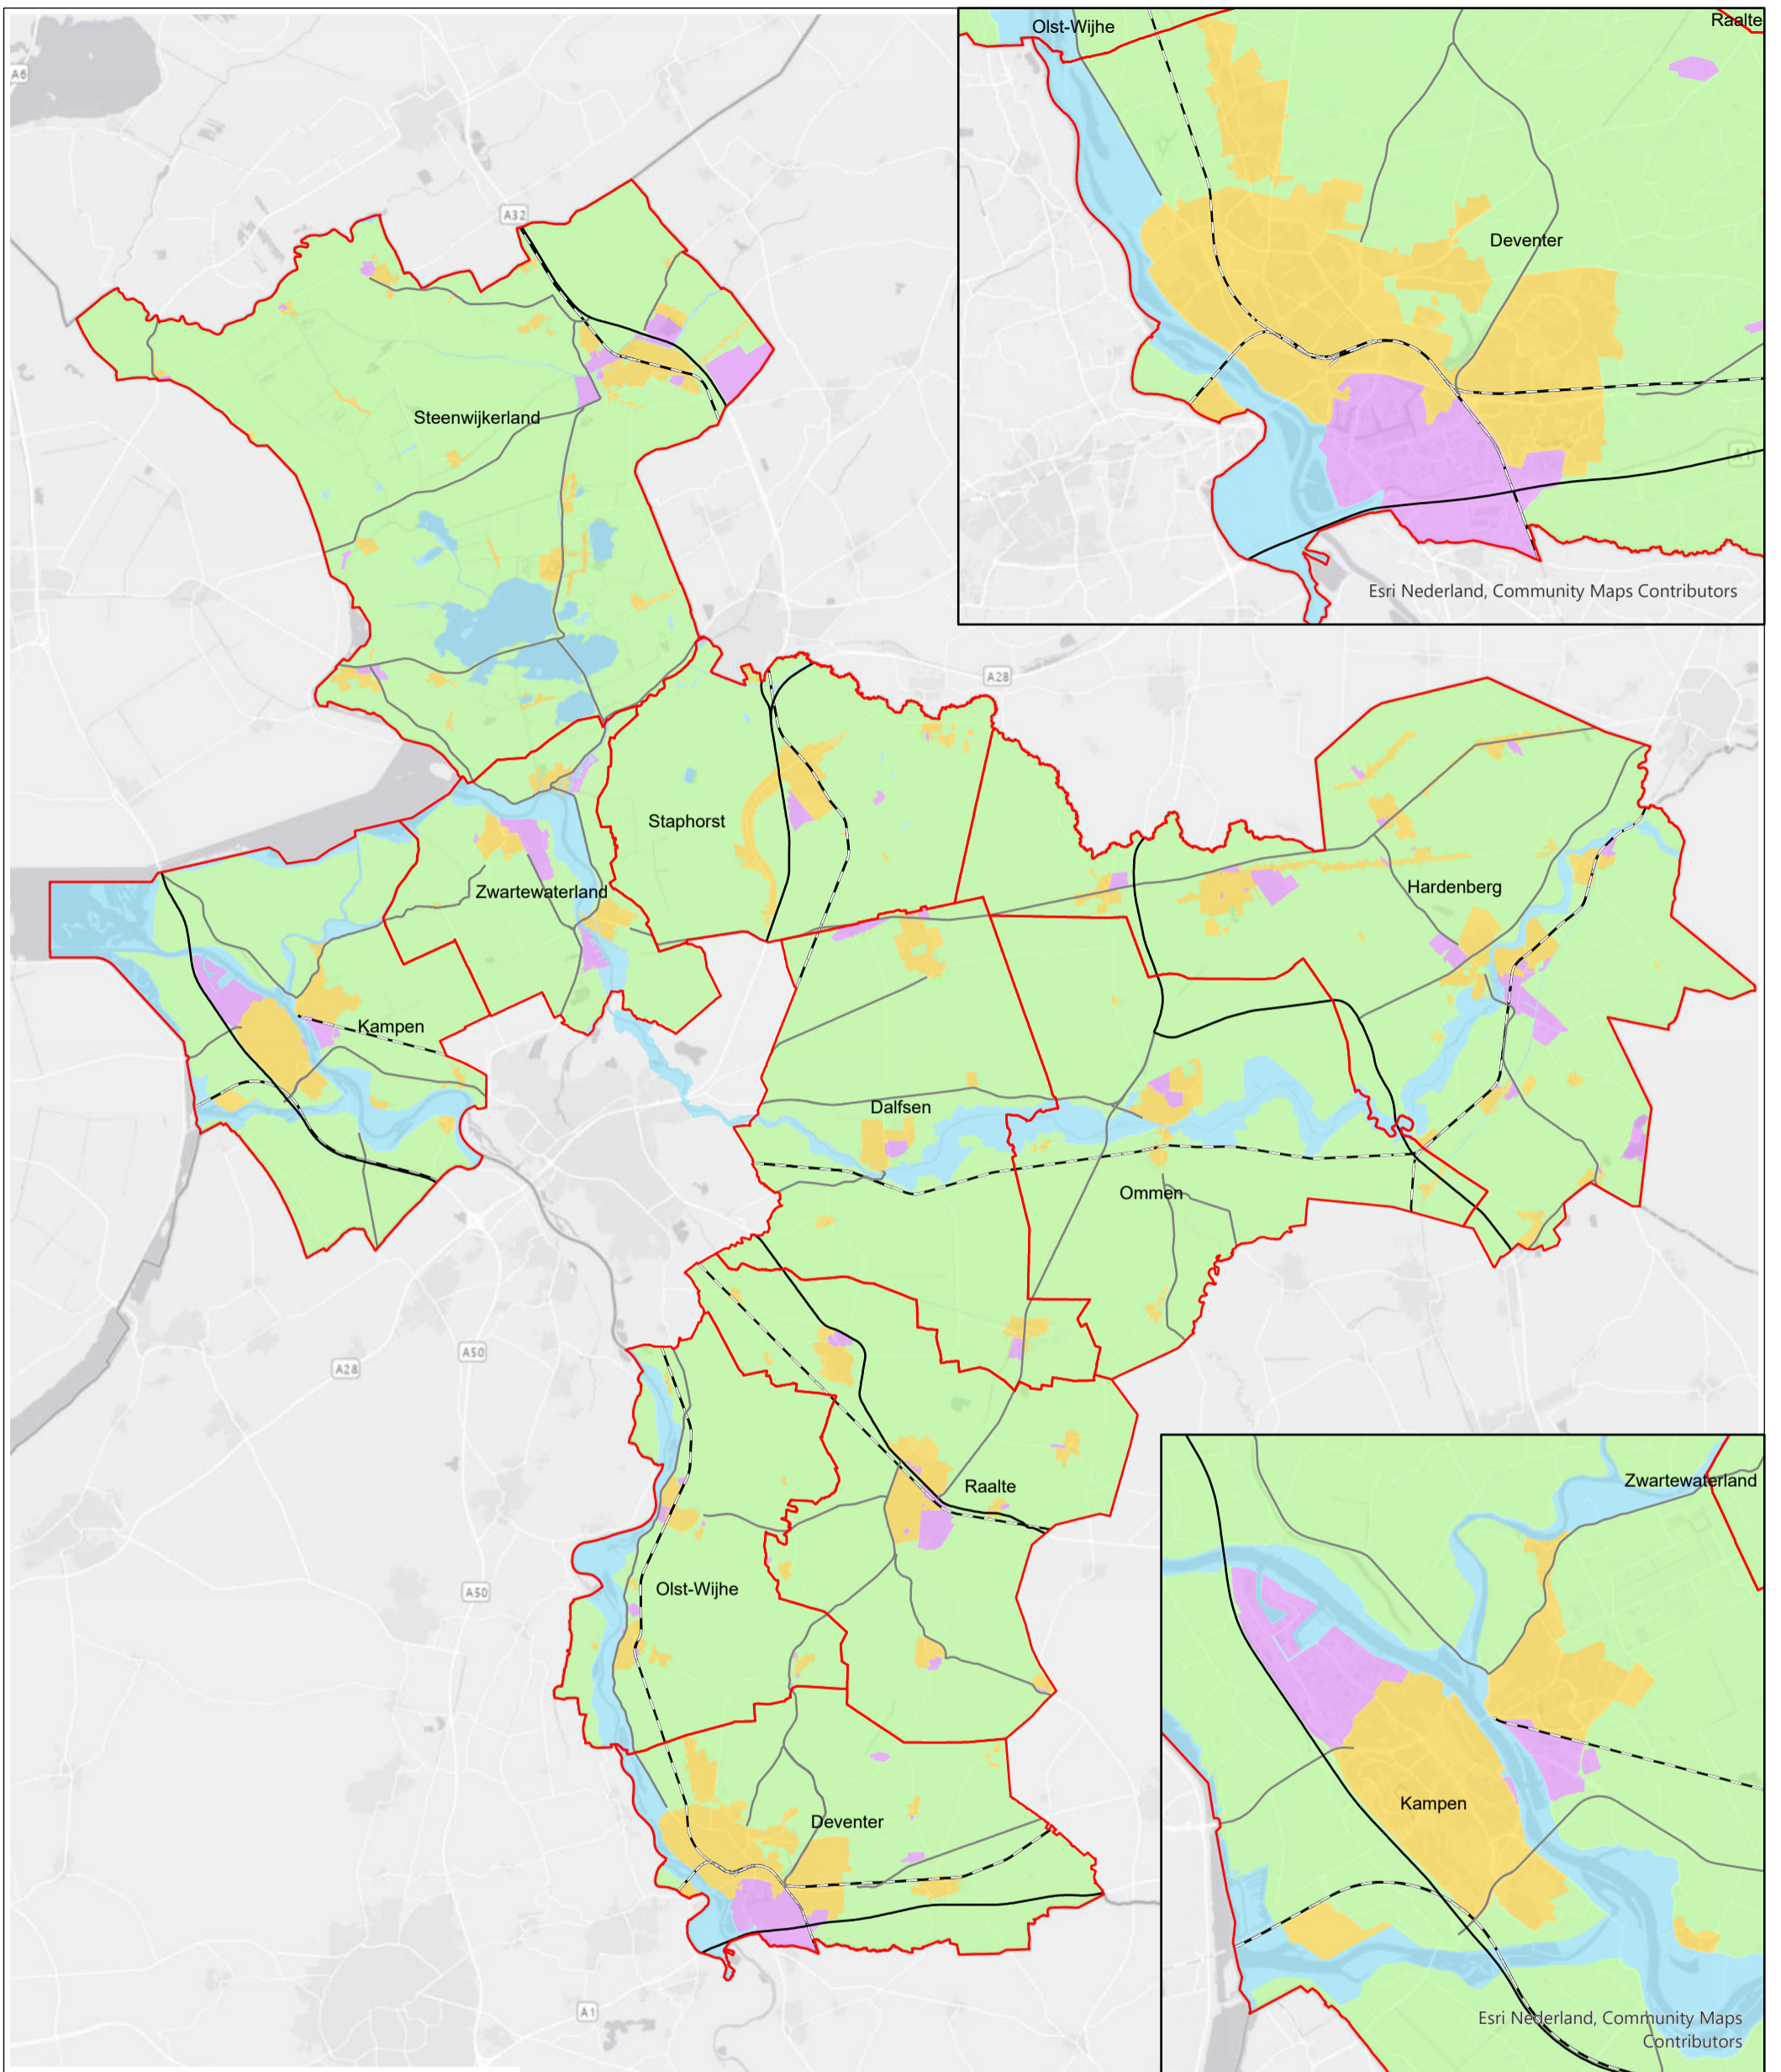 Olst-Wijhe
Raalte
A6
A32
Deventer
A1
Steenwijkerland
Esri Nederland, Community Maps Contributors
A28
Staphorst
Zwartewaterland
Hardenberg
Kampen
Dalfsen
Ommen
A50
A28
Raalte
Zwartewaterland
Olst-Wijhe
A50
Kampen
Deventer
A1
Esri Nederland, Community Maps
Contributors